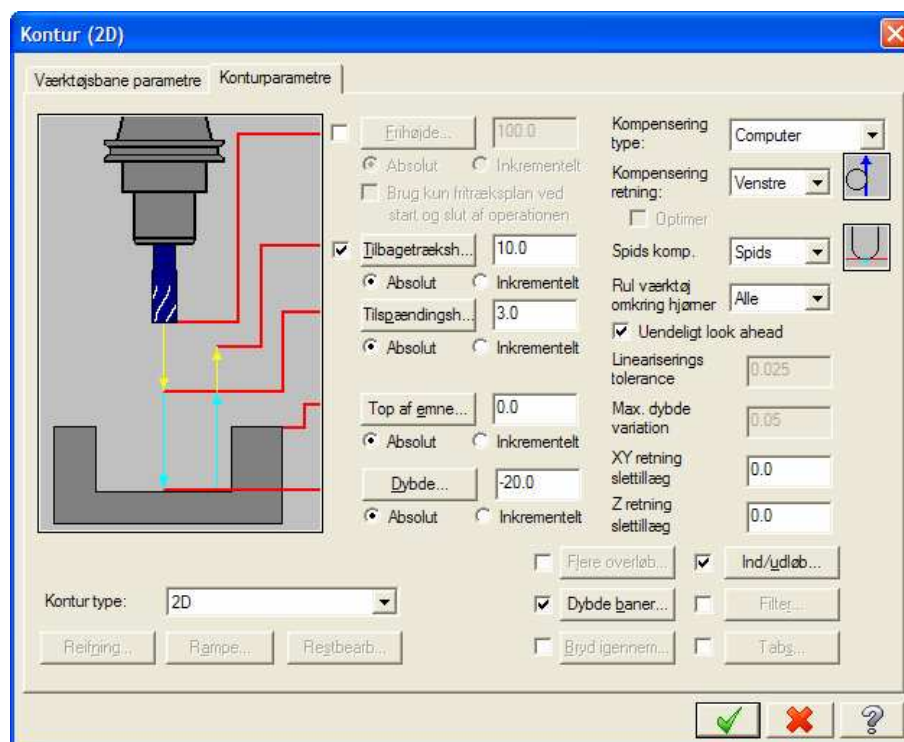 Kontur (2D)
Værktøjsbane parametre
Konturparametre
Frihøjde...
100.0
Absolut
Inkrementelt
Brug kun fritræksplan ved
start og slut af operationen
Tilbagetræksh...
10.0
Absolut
Inkrementelt
Tilspændingsh...
3.0
Absolut
Inkrementelt
Top af emne...
0.0
Absolut
Inkrementelt
Dybde...
-20.0
Absolut
Inkrementelt
Kompensering
type:
Computer
Kompensering
retning:
Venstre
Optimer
Spids komp.
Spids
Rul værktøj
omkring hjørner
Alle
Uendeligt look ahead
Lineariserings
tolerance
0.025
Max. dybde
variation
0.05
XY retning
slettillæg
0.0
Z retning
slettillæg
0.0
Flere overløb...
Ind/udløb...
Kontur type:
2D
Dybde baner...
Filter...
Reifning...
Rampe...
Restbearb...
Bryd igennem...
Tabs...